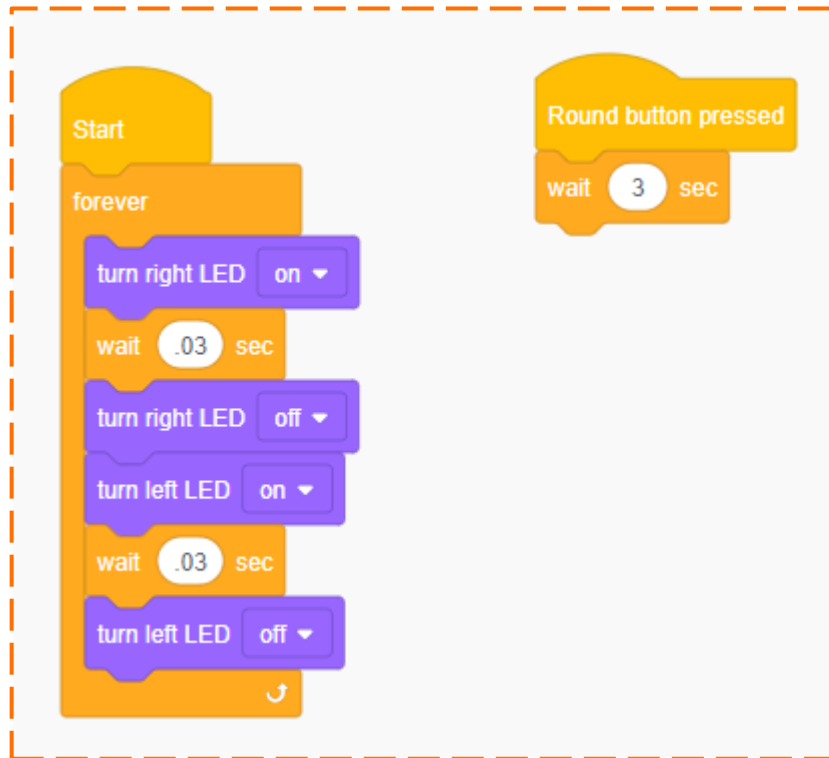 Start
forever
turn right LED on
wait .03 sec
turn right LED off
turn left LED on
wait .03 sec
turn left LED off
Round button pressed
wait 3 sec